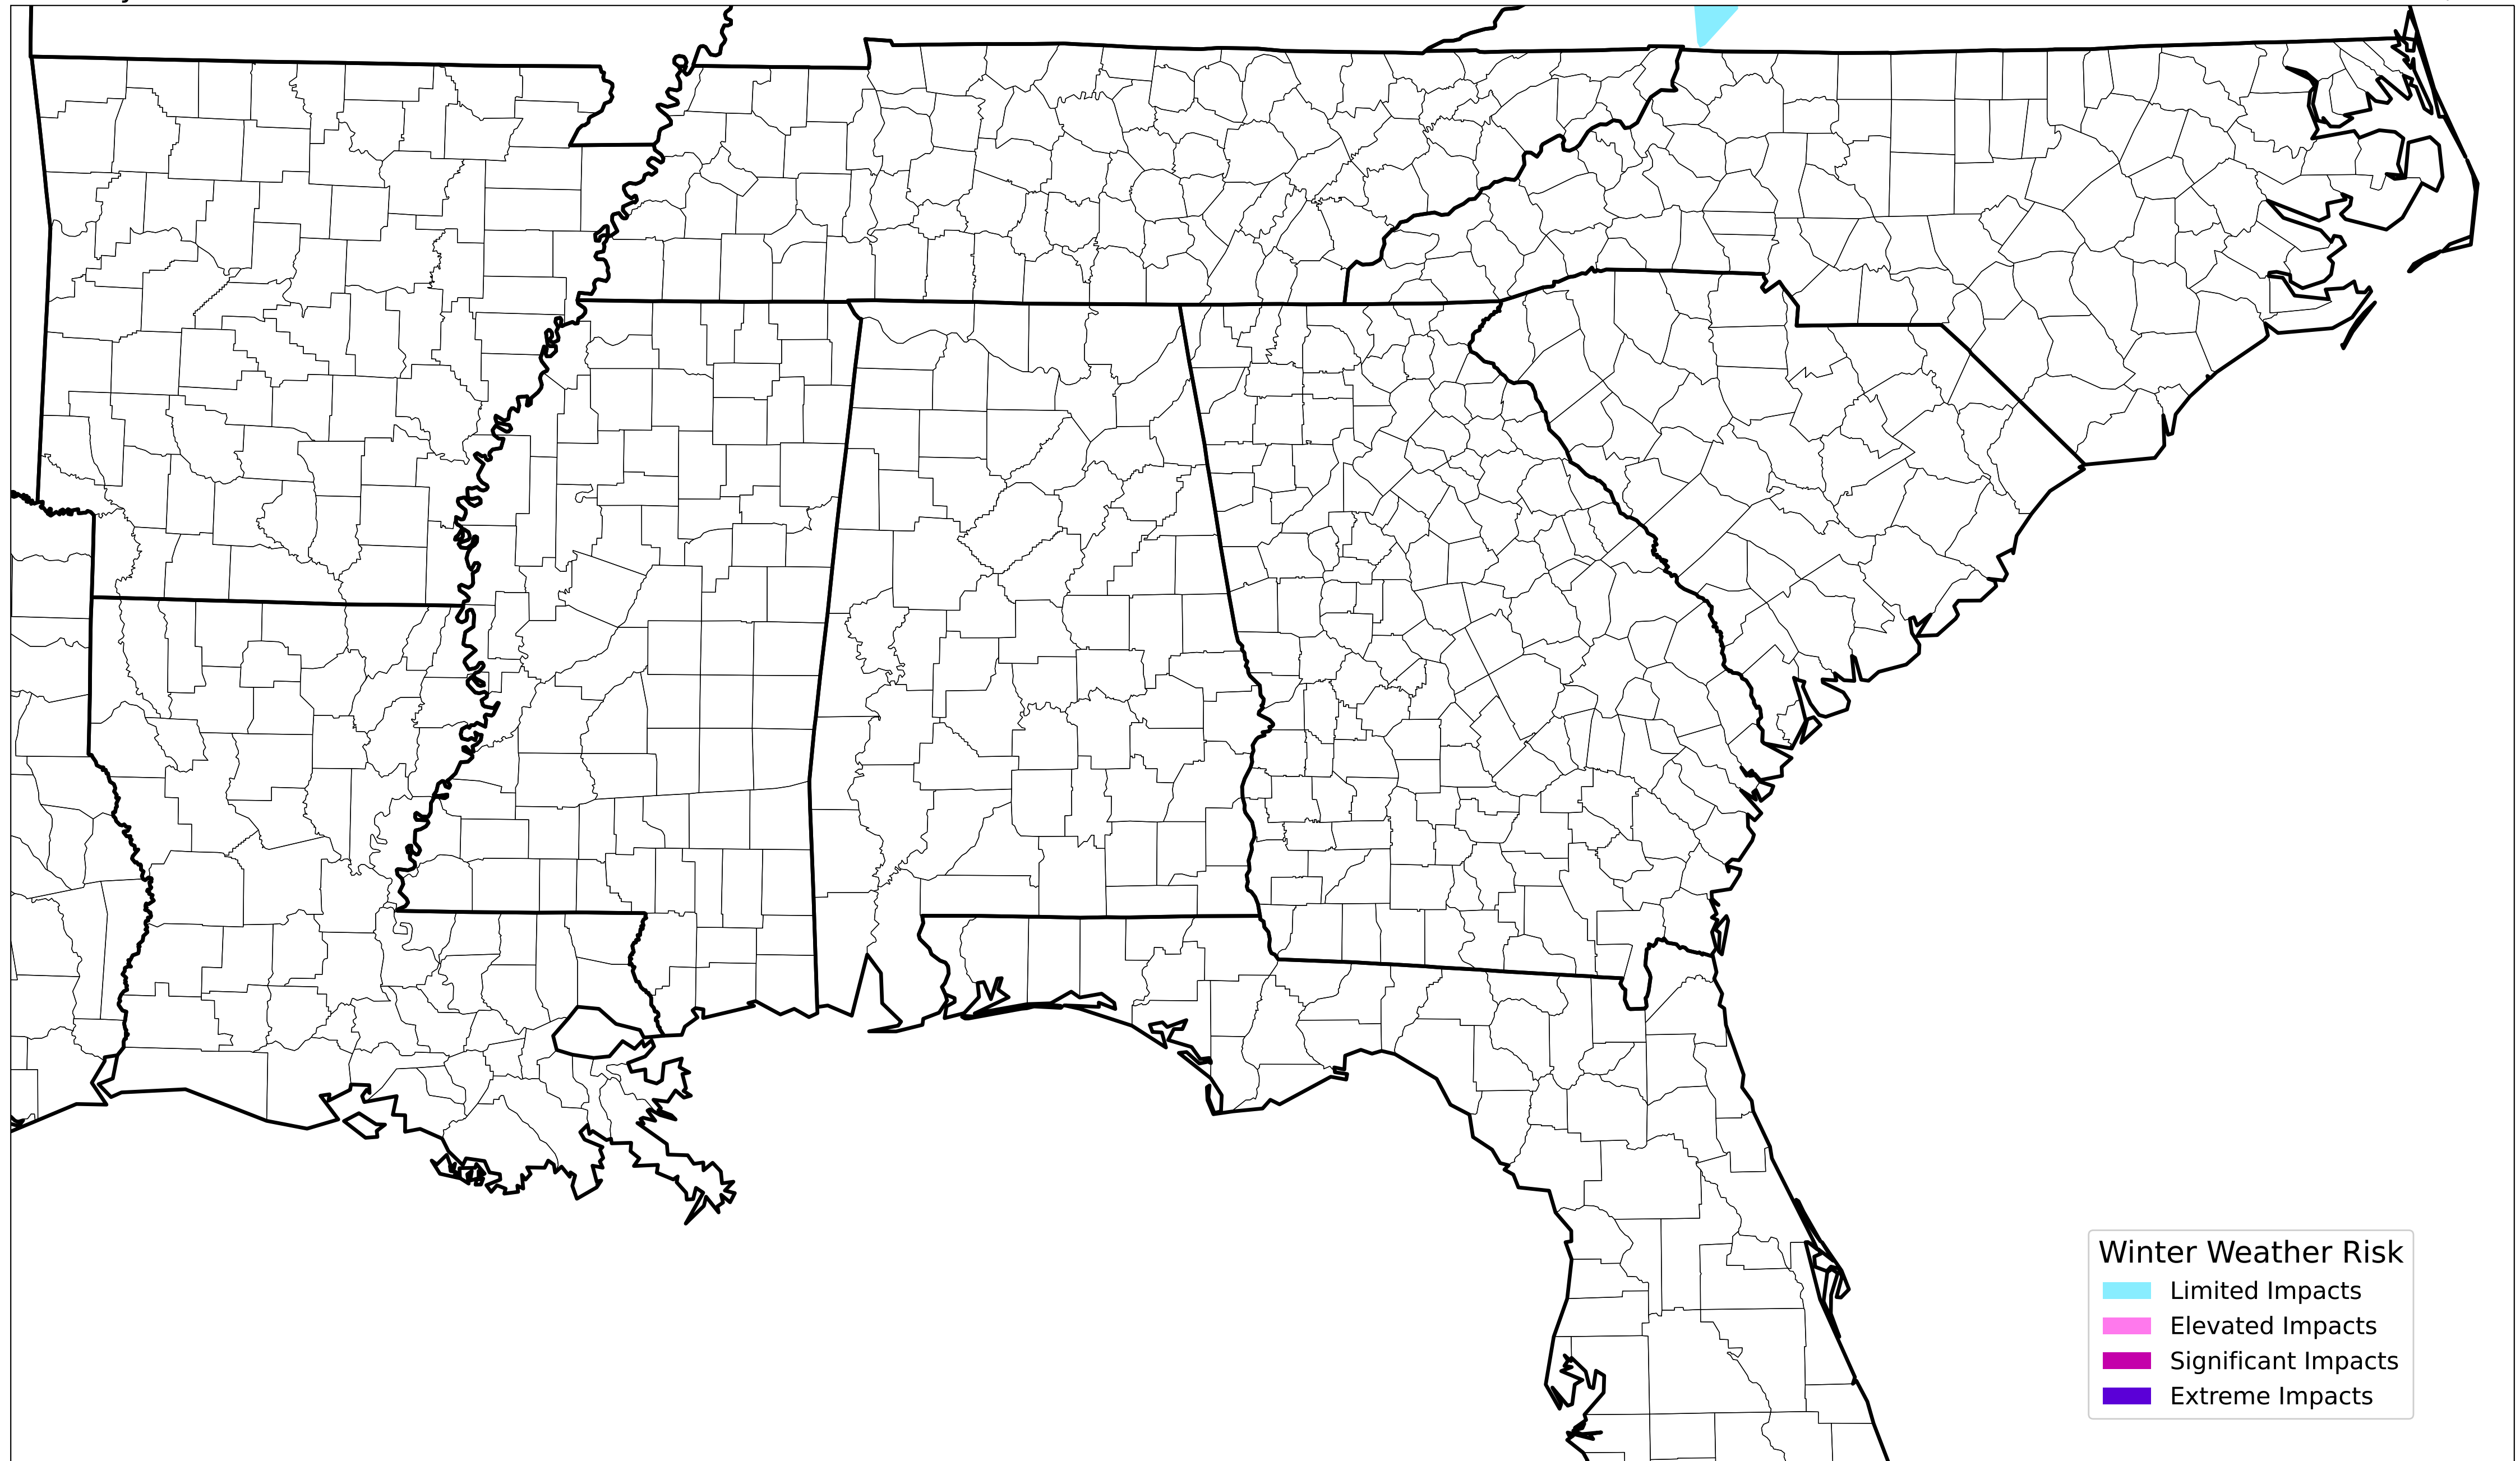 Winter Weather Risk
Limited Impacts
Elevated Impacts
Significant Impacts
Extreme Impacts